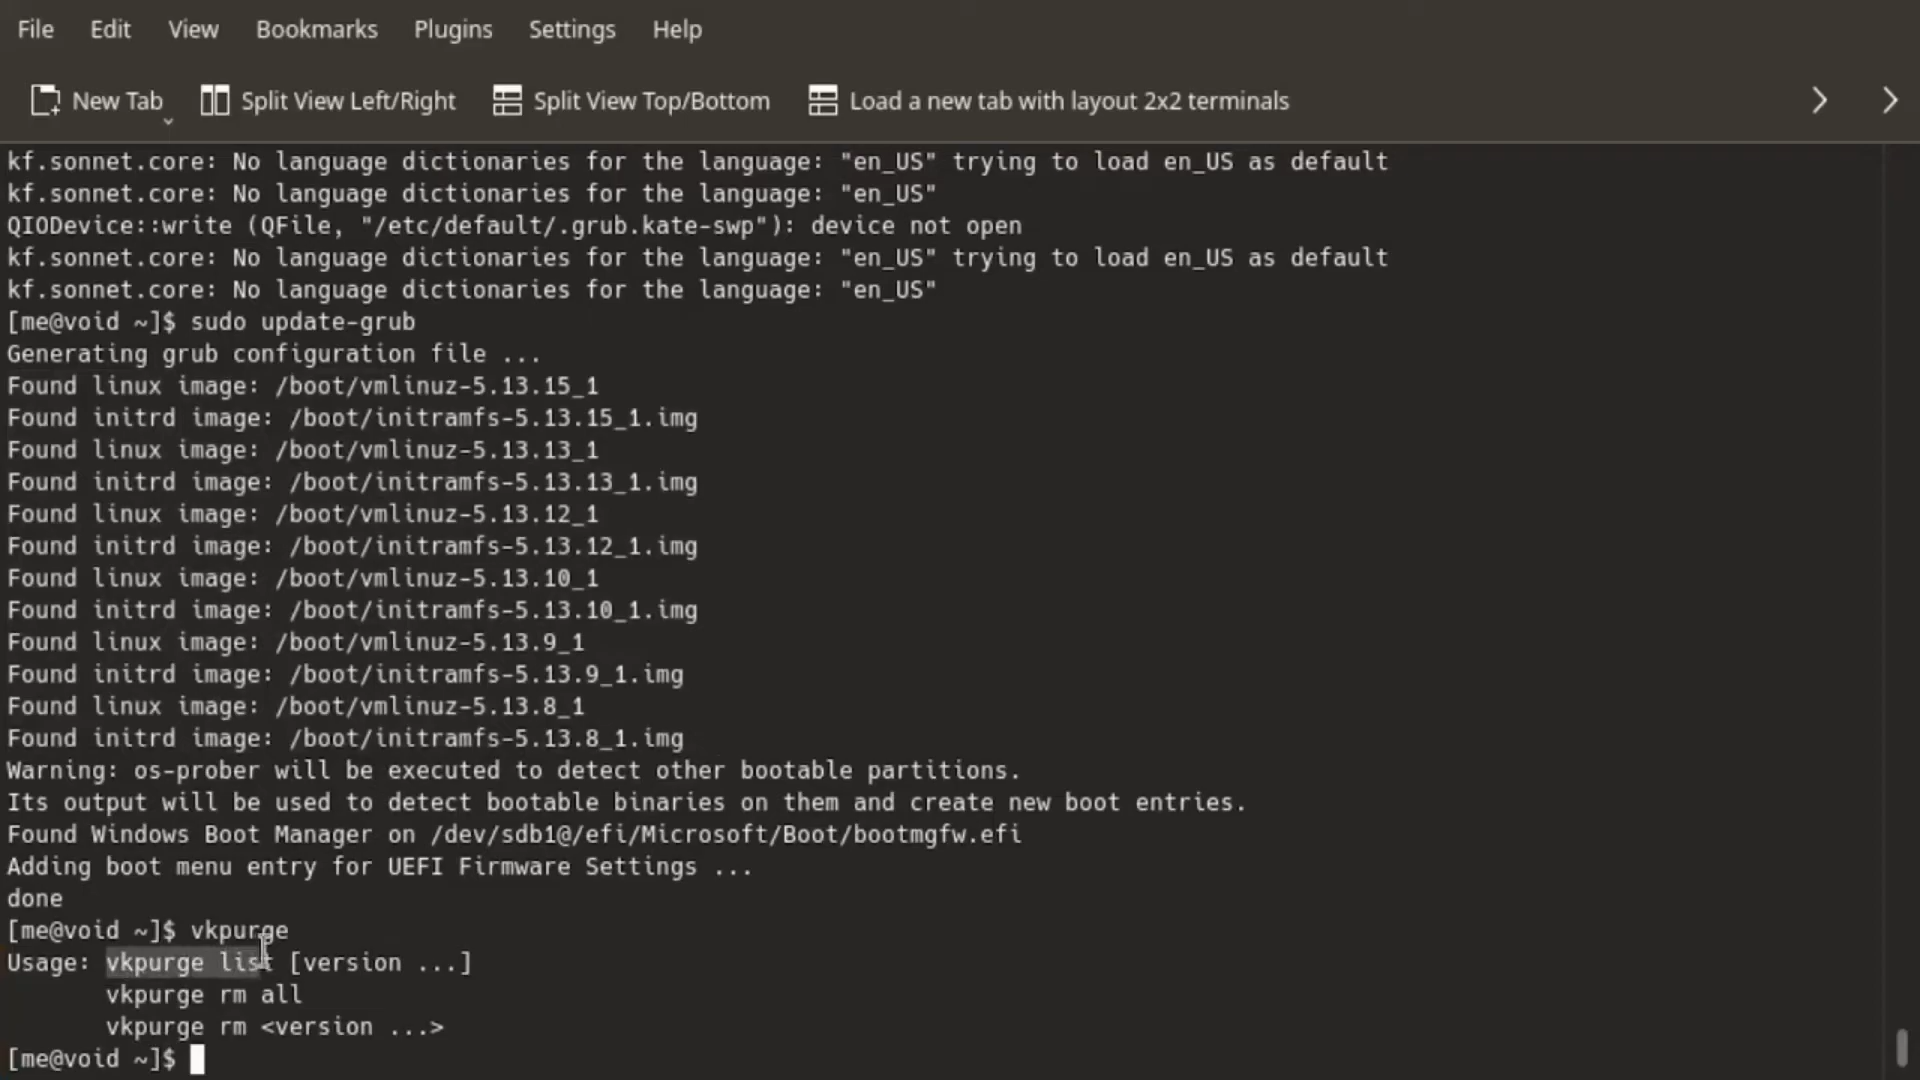 File Edit View Bookmarks Plugins Settings Help
New Tab Split View Left/Right Split View Top/Bottom Load a new tab with layout 2x2 terminals
kf.sonnet.core: No language dictionaries for the language: "en_US" trying to load en_US as default
kf.sonnet.core: No language dictionaries for the language: "en_US"
QIODevice::write (QFile, "/etc/default/.grub.kate-swp"): device not open
kf.sonnet.core: No language dictionaries for the language: "en_US" trying to load en_US as default
kf.sonnet.core: No language dictionaries for the language: "en_US"
[me@void ~]$ sudo update-grub
Generating grub configuration file ...
Found linux image: /boot/vmlinuz-5.13.15_1
Found initrd image: /boot/initramfs-5.13.15_1.img
Found linux image: /boot/vmlinuz-5.13.13_1
Found initrd image: /boot/initramfs-5.13.13_1.img
Found linux image: /boot/vmlinuz-5.13.12_1
Found initrd image: /boot/initramfs-5.13.12_1.img
Found linux image: /boot/vmlinuz-5.13.10_1
Found initrd image: /boot/initramfs-5.13.10_1.img
Found linux image: /boot/vmlinuz-5.13.9_1
Found initrd image: /boot/initramfs-5.13.9_1.img
Found linux image: /boot/vmlinuz-5.13.8_1
Found initrd image: /boot/initramfs-5.13.8_1.img
Warning: os-prober will be executed to detect other bootable partitions.
Its output will be used to detect bootable binaries on them and create new boot entries.
Found Windows Boot Manager on /dev/sdb1@/efi/Microsoft/Boot/bootmgfw.efi
Adding boot menu entry for UEFI Firmware Settings ...
done
[me@void ~]$ vkpurge
Usage: vkpurge list [version ...]
vkpurge rm all
vkpurge rm <version ...>
[me@void ~]$